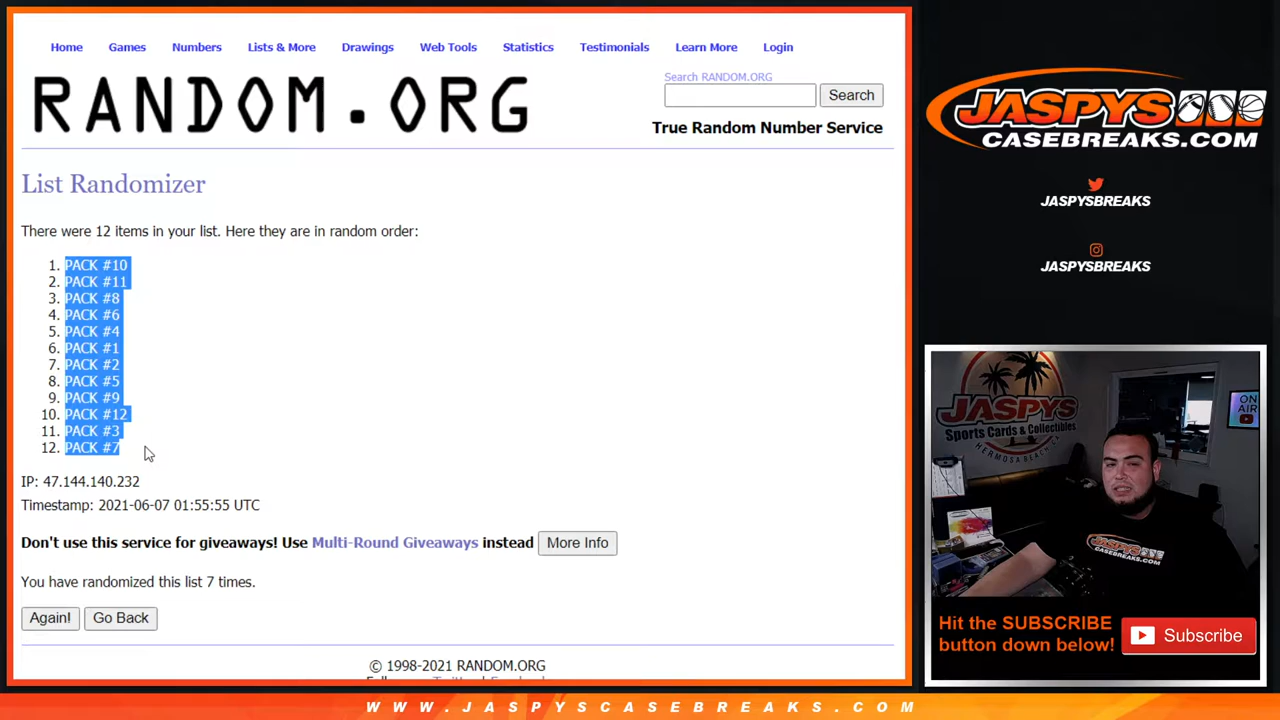 Home Games Numbers Lists & More Drawings Web Tools Statistics Testimonials Learn More Login
RANDOM.ORG
Search RANDOM.ORG
Search
True Random Number Service
List Randomizer
There were 12 items in your list. Here they are in random order:
1. PACK #10
2. PACK #11
3. PACK #8
4. PACK #6
5. PACK #4
6. PACK #1
7. PACK #2
8. PACK #5
9. PACK #9
10. PACK #12
11. PACK #3
12. PACK #7
IP: 47.144.140.232
Timestamp: 2021-06-07 01:55:55 UTC
Don't use this service for giveaways! Use Multi-Round Giveaways instead More Info
You have randomized this list 7 times.
Again! Go Back
© 1998-2021 RANDOM.ORG
JASPYS
CASEBREAKS.COM
JASPYSBREAKS
JASPYSBREAKS
JASPYS
Sports Cards & Collectibles
HERMOSA BEACH, CA
ON
AIR
JASPYS
CASEBREAKS.COM
Hit the SUBSCRIBE
button down below!
Subscribe
WWW.JASPYSCASEBREAKS.COM